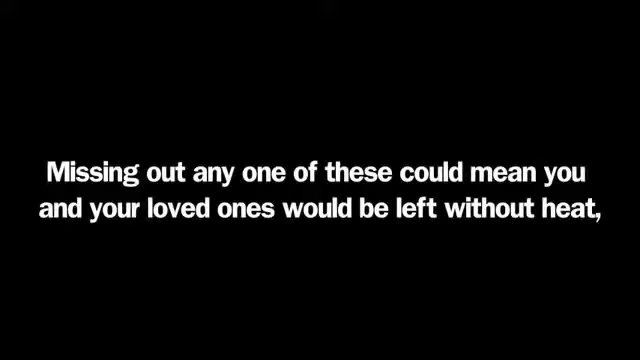 Missing out any one of these could mean you
and your loved ones would be left without heat,